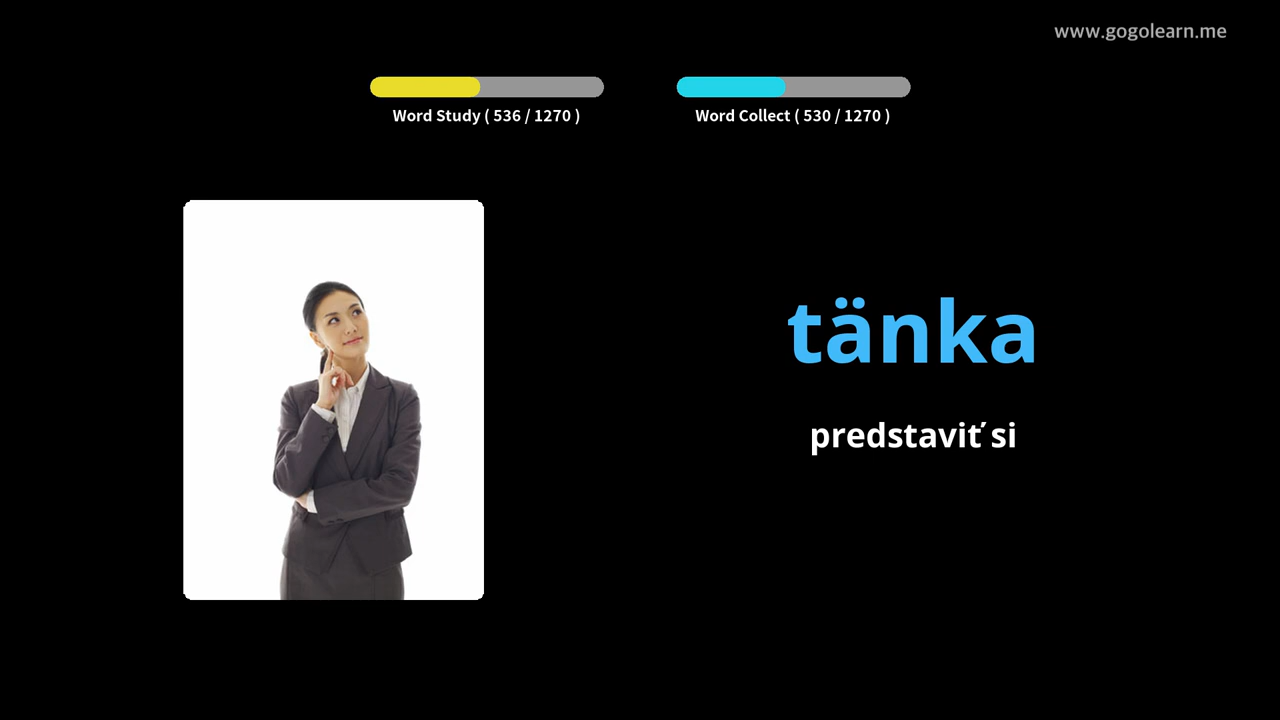 www.gogolearn.me
Word Study ( 536 / 1270 )
Word Collect ( 530 / 1270 )
tänka
predstaviť si